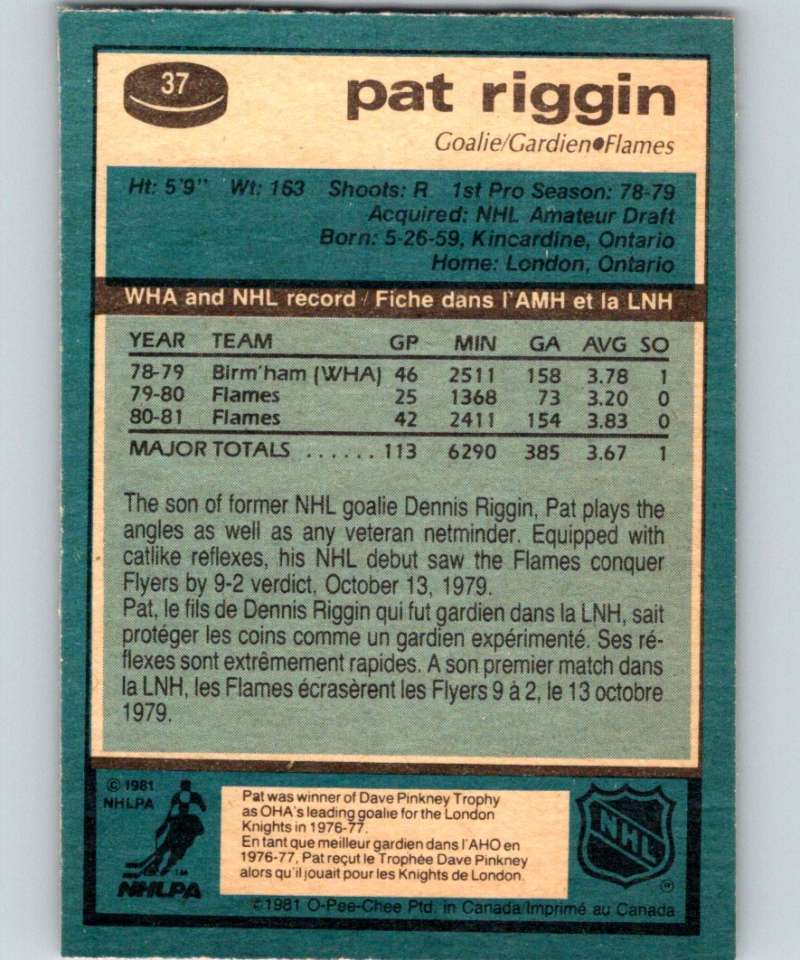 37
pat riggin
Goalie/Gardien•Flames
Ht: 5'9" Wt: 163 Shoots: R. 1st Pro Season: 78-79
Acquired: NHL Amateur Draft
Born: 5-26-59, Kincardine, Ontario
Home: London, Ontario
WHA and NHL record / Fiche dans l'AMH et la LNH
YEAR TEAM GP MIN GA AVG SO
78-79 Birm'ham (WHA) 46 2511 158 3.78 1
79-80 Flames 25 1368 73 3.20 0
80-81 Flames 42 2411 154 3.83 0
MAJOR TOTALS ...... 113 6290 385 3.67 1
The son of former NHL goalie Dennis Riggin, Pat plays the
angles as well as any veteran netminder. Equipped with
catlike reflexes, his NHL debut saw the Flames conquer
Flyers by 9-2 verdict, October 13, 1979.
Pat, le fils de Dennis Riggin qui fut gardien dans la LNH, sait
protéger les coins comme un gardien expérimenté. Ses ré-
flexes sont extrêmement rapides. A son premier match dans
la LNH, les Flames écrasèrent les Flyers 9 à 2, le 13 octobre
1979.
© 1981
NHLPA
TM
NHLPA
Pat was winner of Dave Pinkney Trophy
as OHA's leading goalie for the London
Knights in 1976-77.
En tant que meilleur gardien dans l'AHO en
1976-77, Pat reçut le Trophée Dave Pinkney
alors qu'il jouait pour les Knights de London.
NHL
®
©1981 O-Pee-Chee Ptd. in Canada/Imprimé au Canada